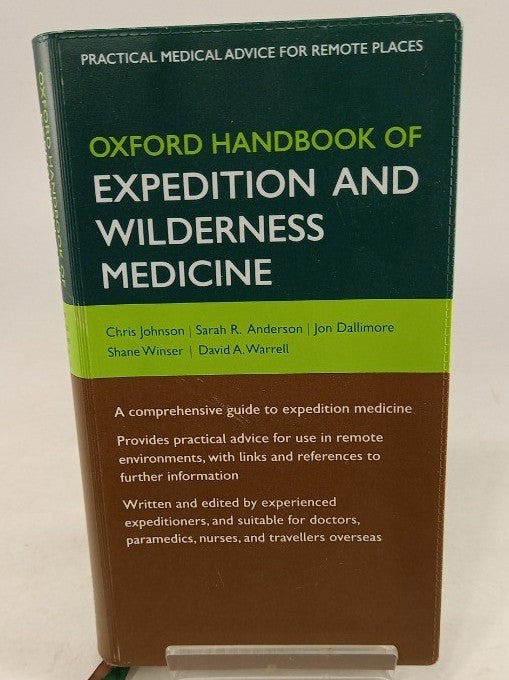 PRACTICAL MEDICAL ADVICE FOR REMOTE PLACES
OXFORD HANDBOOK OF
EXPEDITION AND
WILDERNESS
MEDICINE
Chris Johnson | Sarah R. Anderson | Jon Dallimore
Shane Winser | David A. Warrell
A comprehensive guide to expedition medicine
Provides practical advice for use in remote
environments, with links and references to
further information
Written and edited by experienced
expeditioners, and suitable for doctors,
paramedics, nurses, and travellers overseas
OXFORD HANDBOOK OF